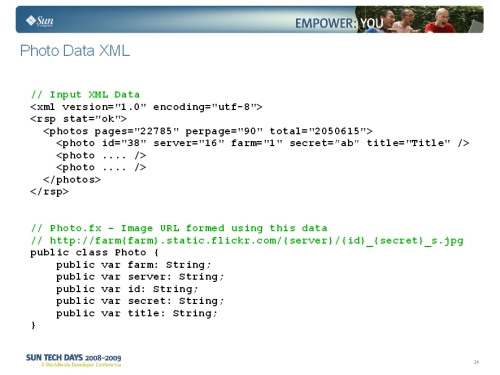 Sun
EMPOWER: YOU
Photo Data XML
// Input XML Data
<xml version="1.0" encoding="utf-8">
<rsp stat="ok">
<photos pages="22785" perpage="90" total="2050615">
<photo id="38" server="16" farm="1" secret="ab" title="Title" />
<photo .... />
<photo .... />
</photos>
</rsp>
// Photo.fx - Image URL formed using this data
// http://farm{farm}.static.flickr.com/{server}/{id}_{secret}_s.jpg
public class Photo {
public var farm: String;
public var server: String;
public var id: String;
public var secret: String;
public var title: String;
}
SUN TECH DAYS 2008-2009
A Worldwide Developer Conference